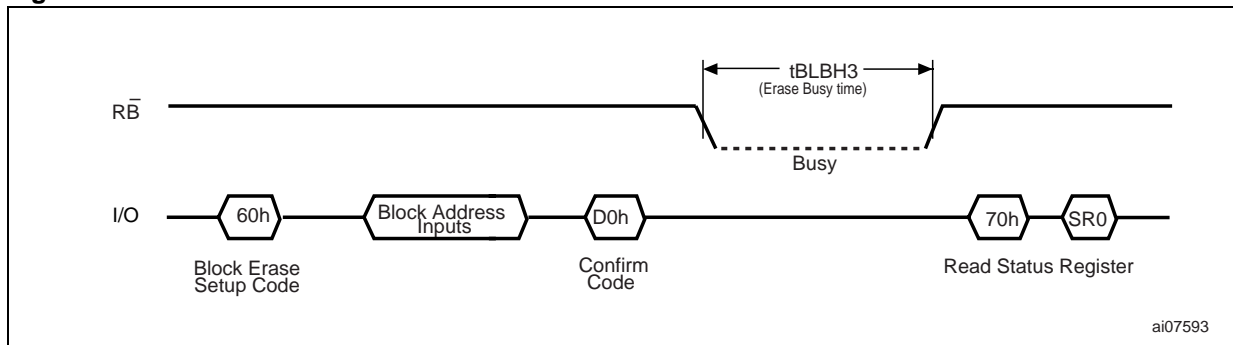 tBLBH3
(Erase Busy time)
RB̅
Busy
I/O
60h
Block Address
Inputs
D0h
70h
SR0
Block Erase
Setup Code
Confirm
Code
Read Status Register
ai07593